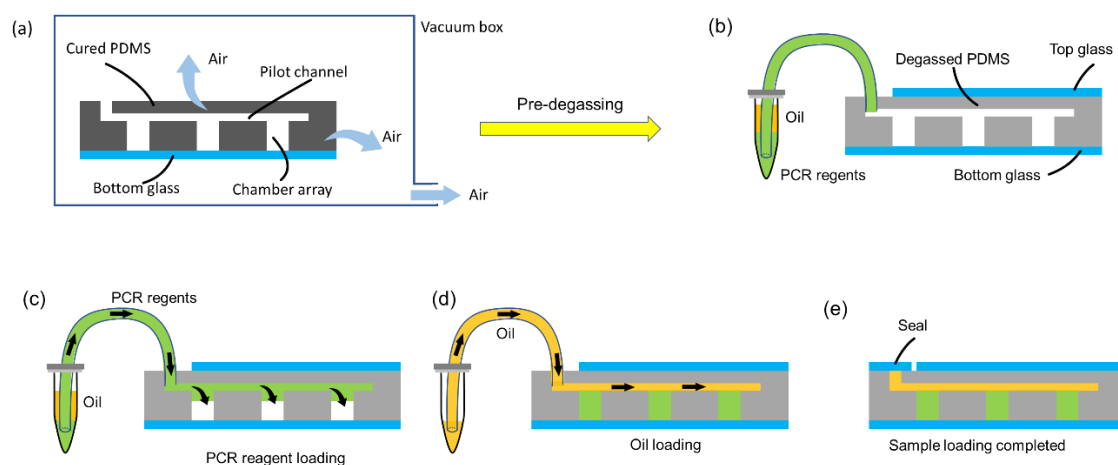 (a)
Vacuum box
Cured PDMS
Air
Pilot channel
Air
Bottom glass
Chamber array
Air
Pre-degassing
(b)
Degassed PDMS
Top glass
Oil
PCR regents
Bottom glass
(c)
PCR regents
Oil
PCR reagent loading
(d)
Oil
Oil loading
(e)
Seal
Sample loading completed